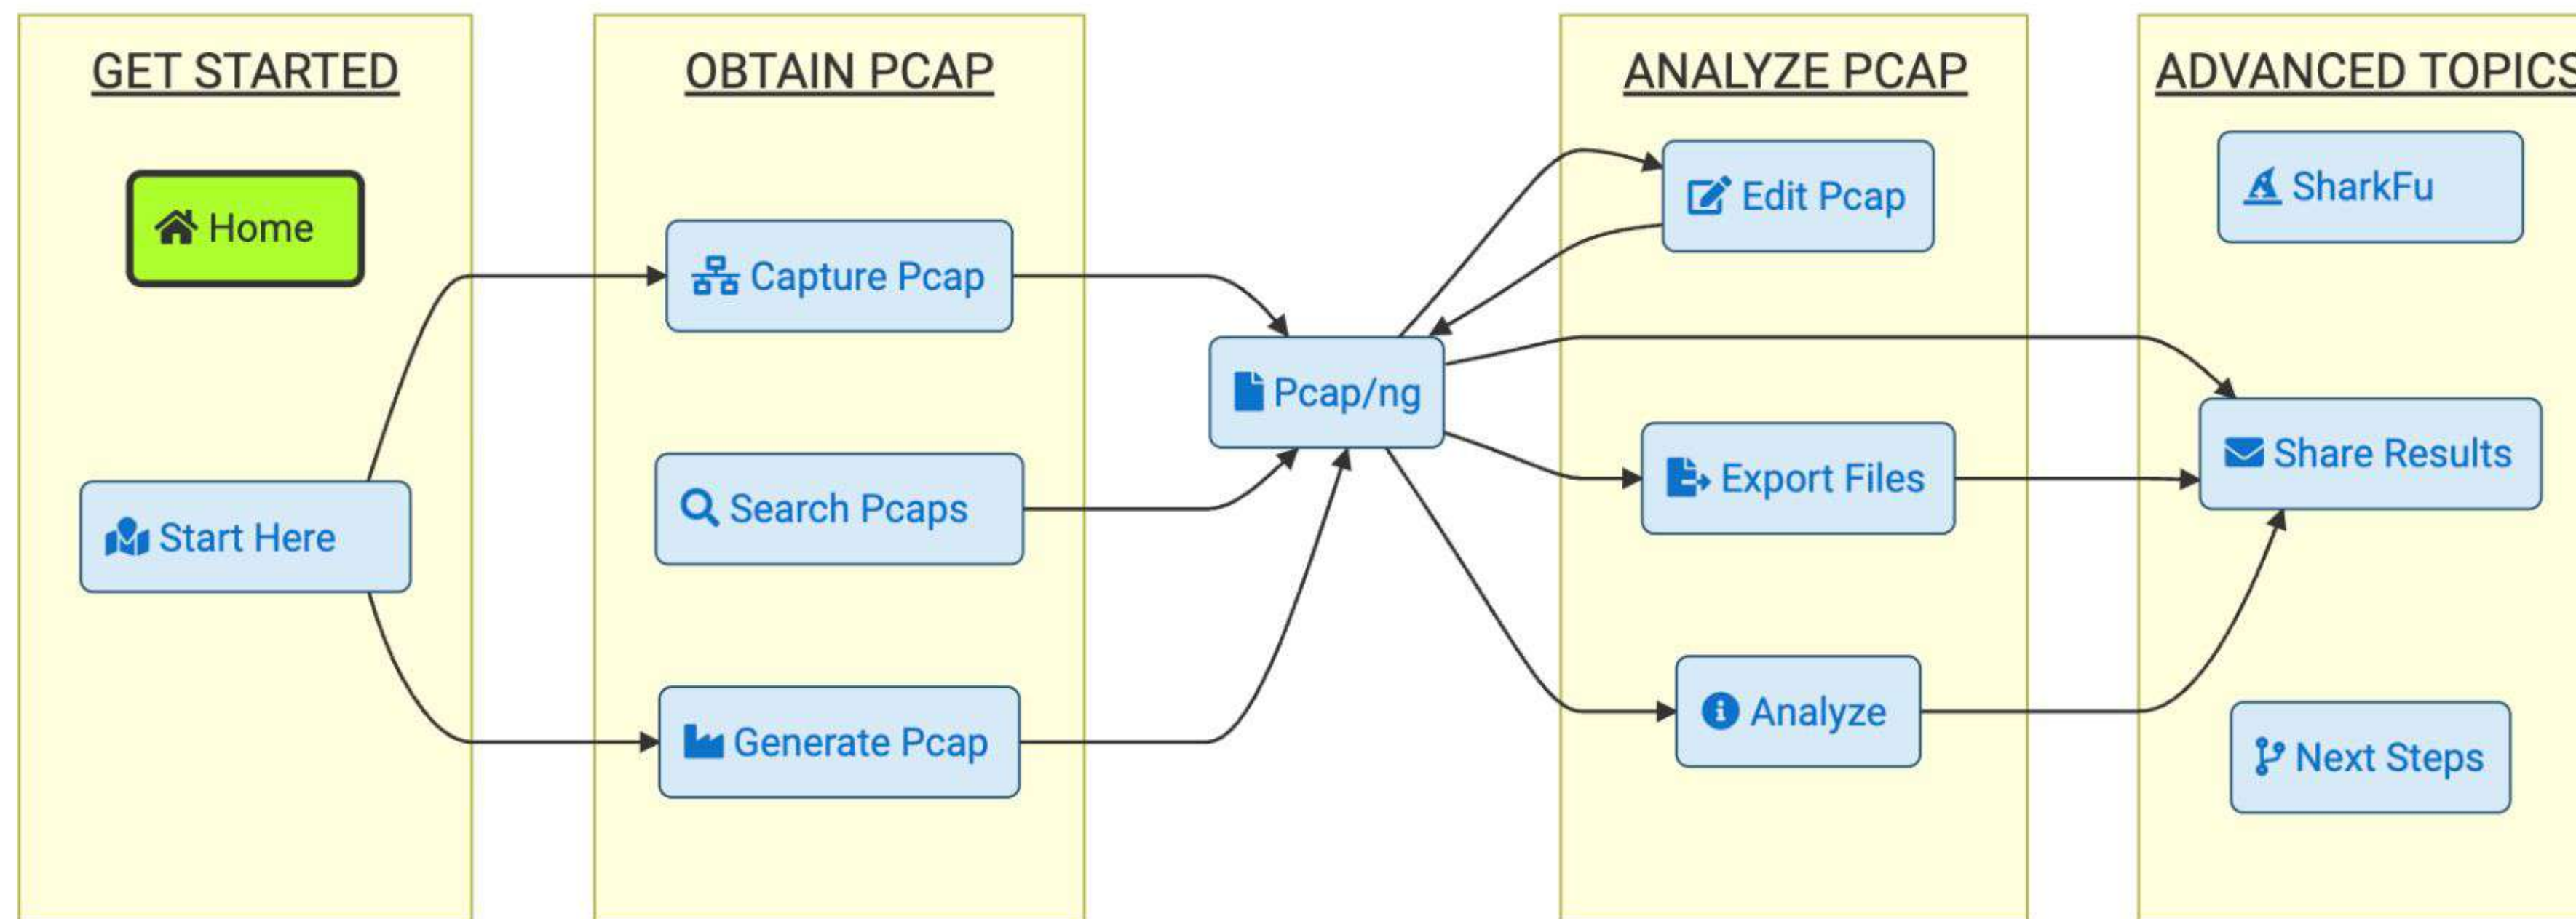 GET STARTED
Home
Start Here
OBTAIN PCAP
Capture Pcap
Search Pcaps
Generate Pcap
Pcap/ng
ANALYZE PCAP
Edit Pcap
Export Files
Analyze
ADVANCED TOPICS
SharkFu
Share Results
Next Steps